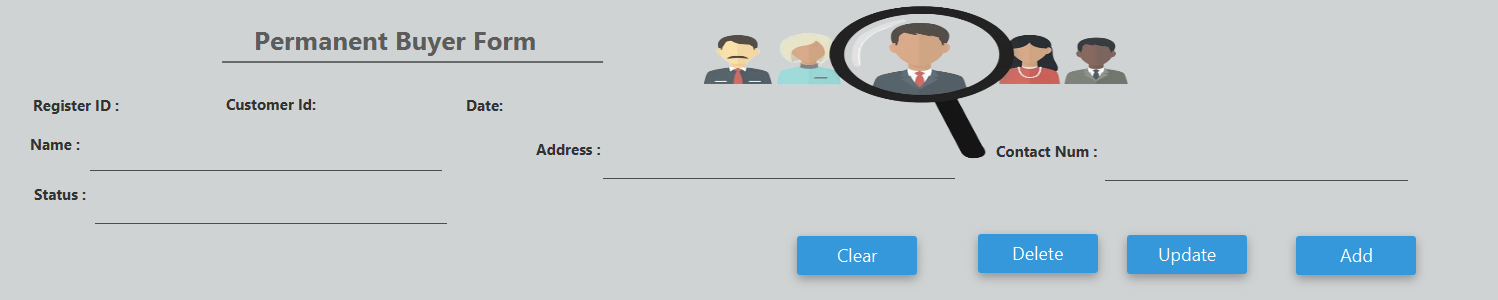 Permanent Buyer Form
Register ID : Customer Id: Date:
Name : Address : Contact Num :
Status :
Clear Delete Update Add